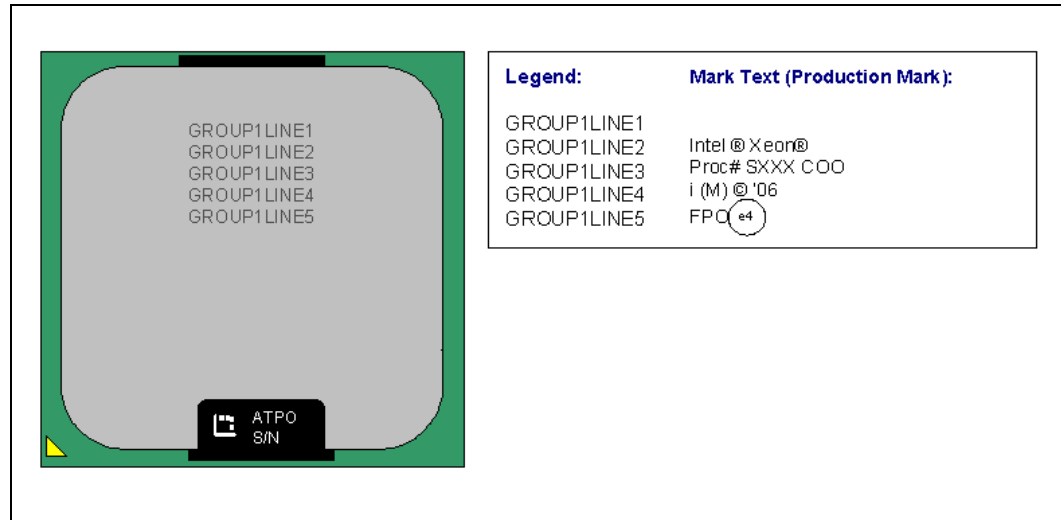 GROUP1LINE1
GROUP1LINE2
GROUP1LINE3
GROUP1LINE4
GROUP1LINE5
ATPO
S/N
Legend: Mark Text (Production Mark):
GROUP1LINE1
GROUP1LINE2 Intel ® Xeon®
GROUP1LINE3 Proc# SXXX COO
GROUP1LINE4 i (M) © '06
GROUP1LINE5 FPO e4